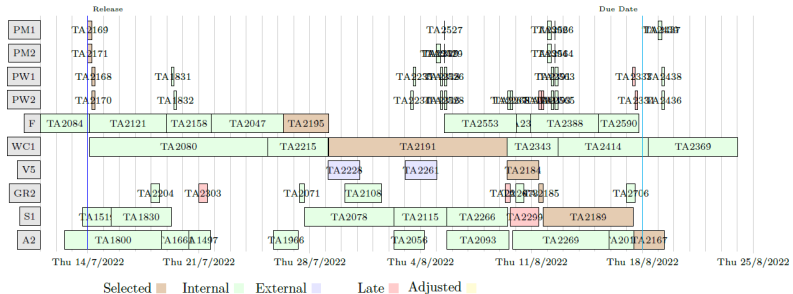 Release Due Date
PM1 TA2169 TA2527
PM2 TA2171
PW1 TA2168 TA1831 TA2438
PW2 TA2170 TA1832 TA2436
F TA2084 TA2121 TA2158 TA2047 TA2195 TA2553 TA2388 TA2590
WC1 TA2080 TA2215 TA2191 TA2343 TA2414 TA2369
V5 TA2228 TA2261 TA2184
GR2 TA2204 TA2303 TA2071 TA2108 TA2706
S1 TA1830 TA2078 TA2115 TA2266 TA2299 TA2189
A2 TA1800 TA1497 TA1966 TA2056 TA2093 TA2269 TA2167
Thu 14/7/2022 Thu 21/7/2022 Thu 28/7/2022 Thu 4/8/2022 Thu 11/8/2022 Thu 18/8/2022 Thu 25/8/2022
Selected Internal External Late Adjusted